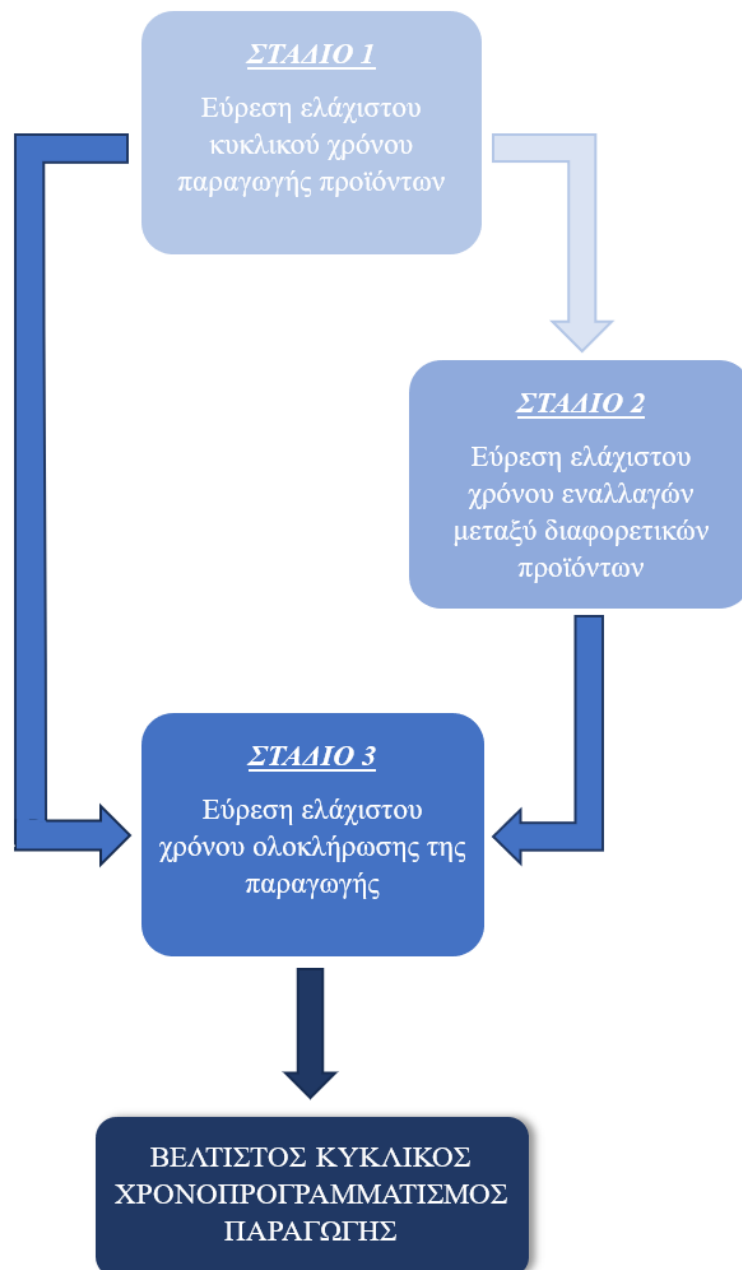 ΣΤΑΔΙΟ 1
Εύρεση ελάχιστου
κυκλικού χρόνου
παραγωγής προϊόντων
ΣΤΑΔΙΟ 2
Εύρεση ελάχιστου
χρόνου εναλλαγών
μεταξύ διαφορετικών
προϊόντων
ΣΤΑΔΙΟ 3
Εύρεση ελάχιστου
χρόνου ολοκλήρωσης της
παραγωγής
ΒΕΛΤΙΣΤΟΣ ΚΥΚΛΙΚΟΣ
ΧΡΟΝΟΠΡΟΓΡΑΜΜΑΤΙΣΜΟΣ
ΠΑΡΑΓΩΓΗΣ